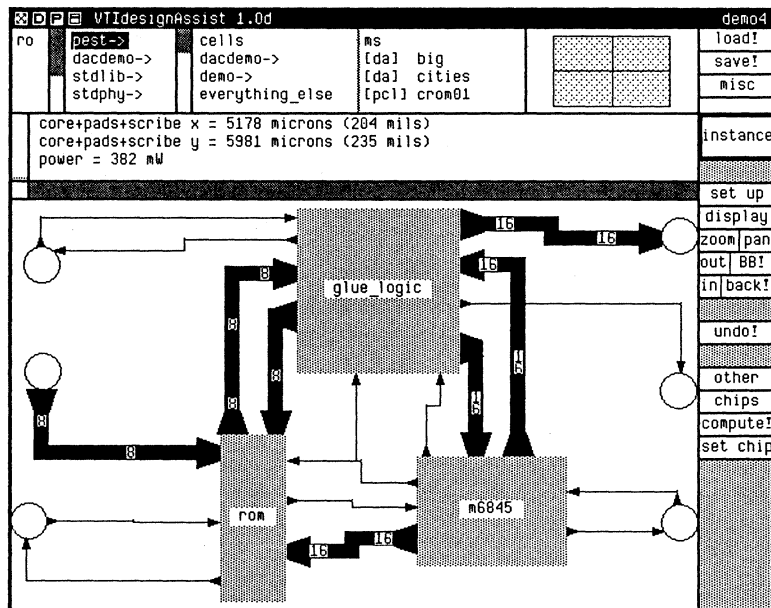 VTIdesignAssist 1.0d
demo4
ro
pest->
dacdemo->
stdlib->
stdphy->
cells
dacdemo->
demo->
everything_else
ms
[da] big
[da] cities
[pcl] crom01
load!
save!
misc
core+pads+scribe x = 5178 microns (204 mils)
core+pads+scribe y = 5981 microns (235 mils)
power = 382 mW
instance
set up
display
zoom pan
out BB!
in back!
undo!
other
chips
compute!
set chip
16
16
8
glue_logic
16
8
8
16
8
16
8
8
rom
m6845
16
16